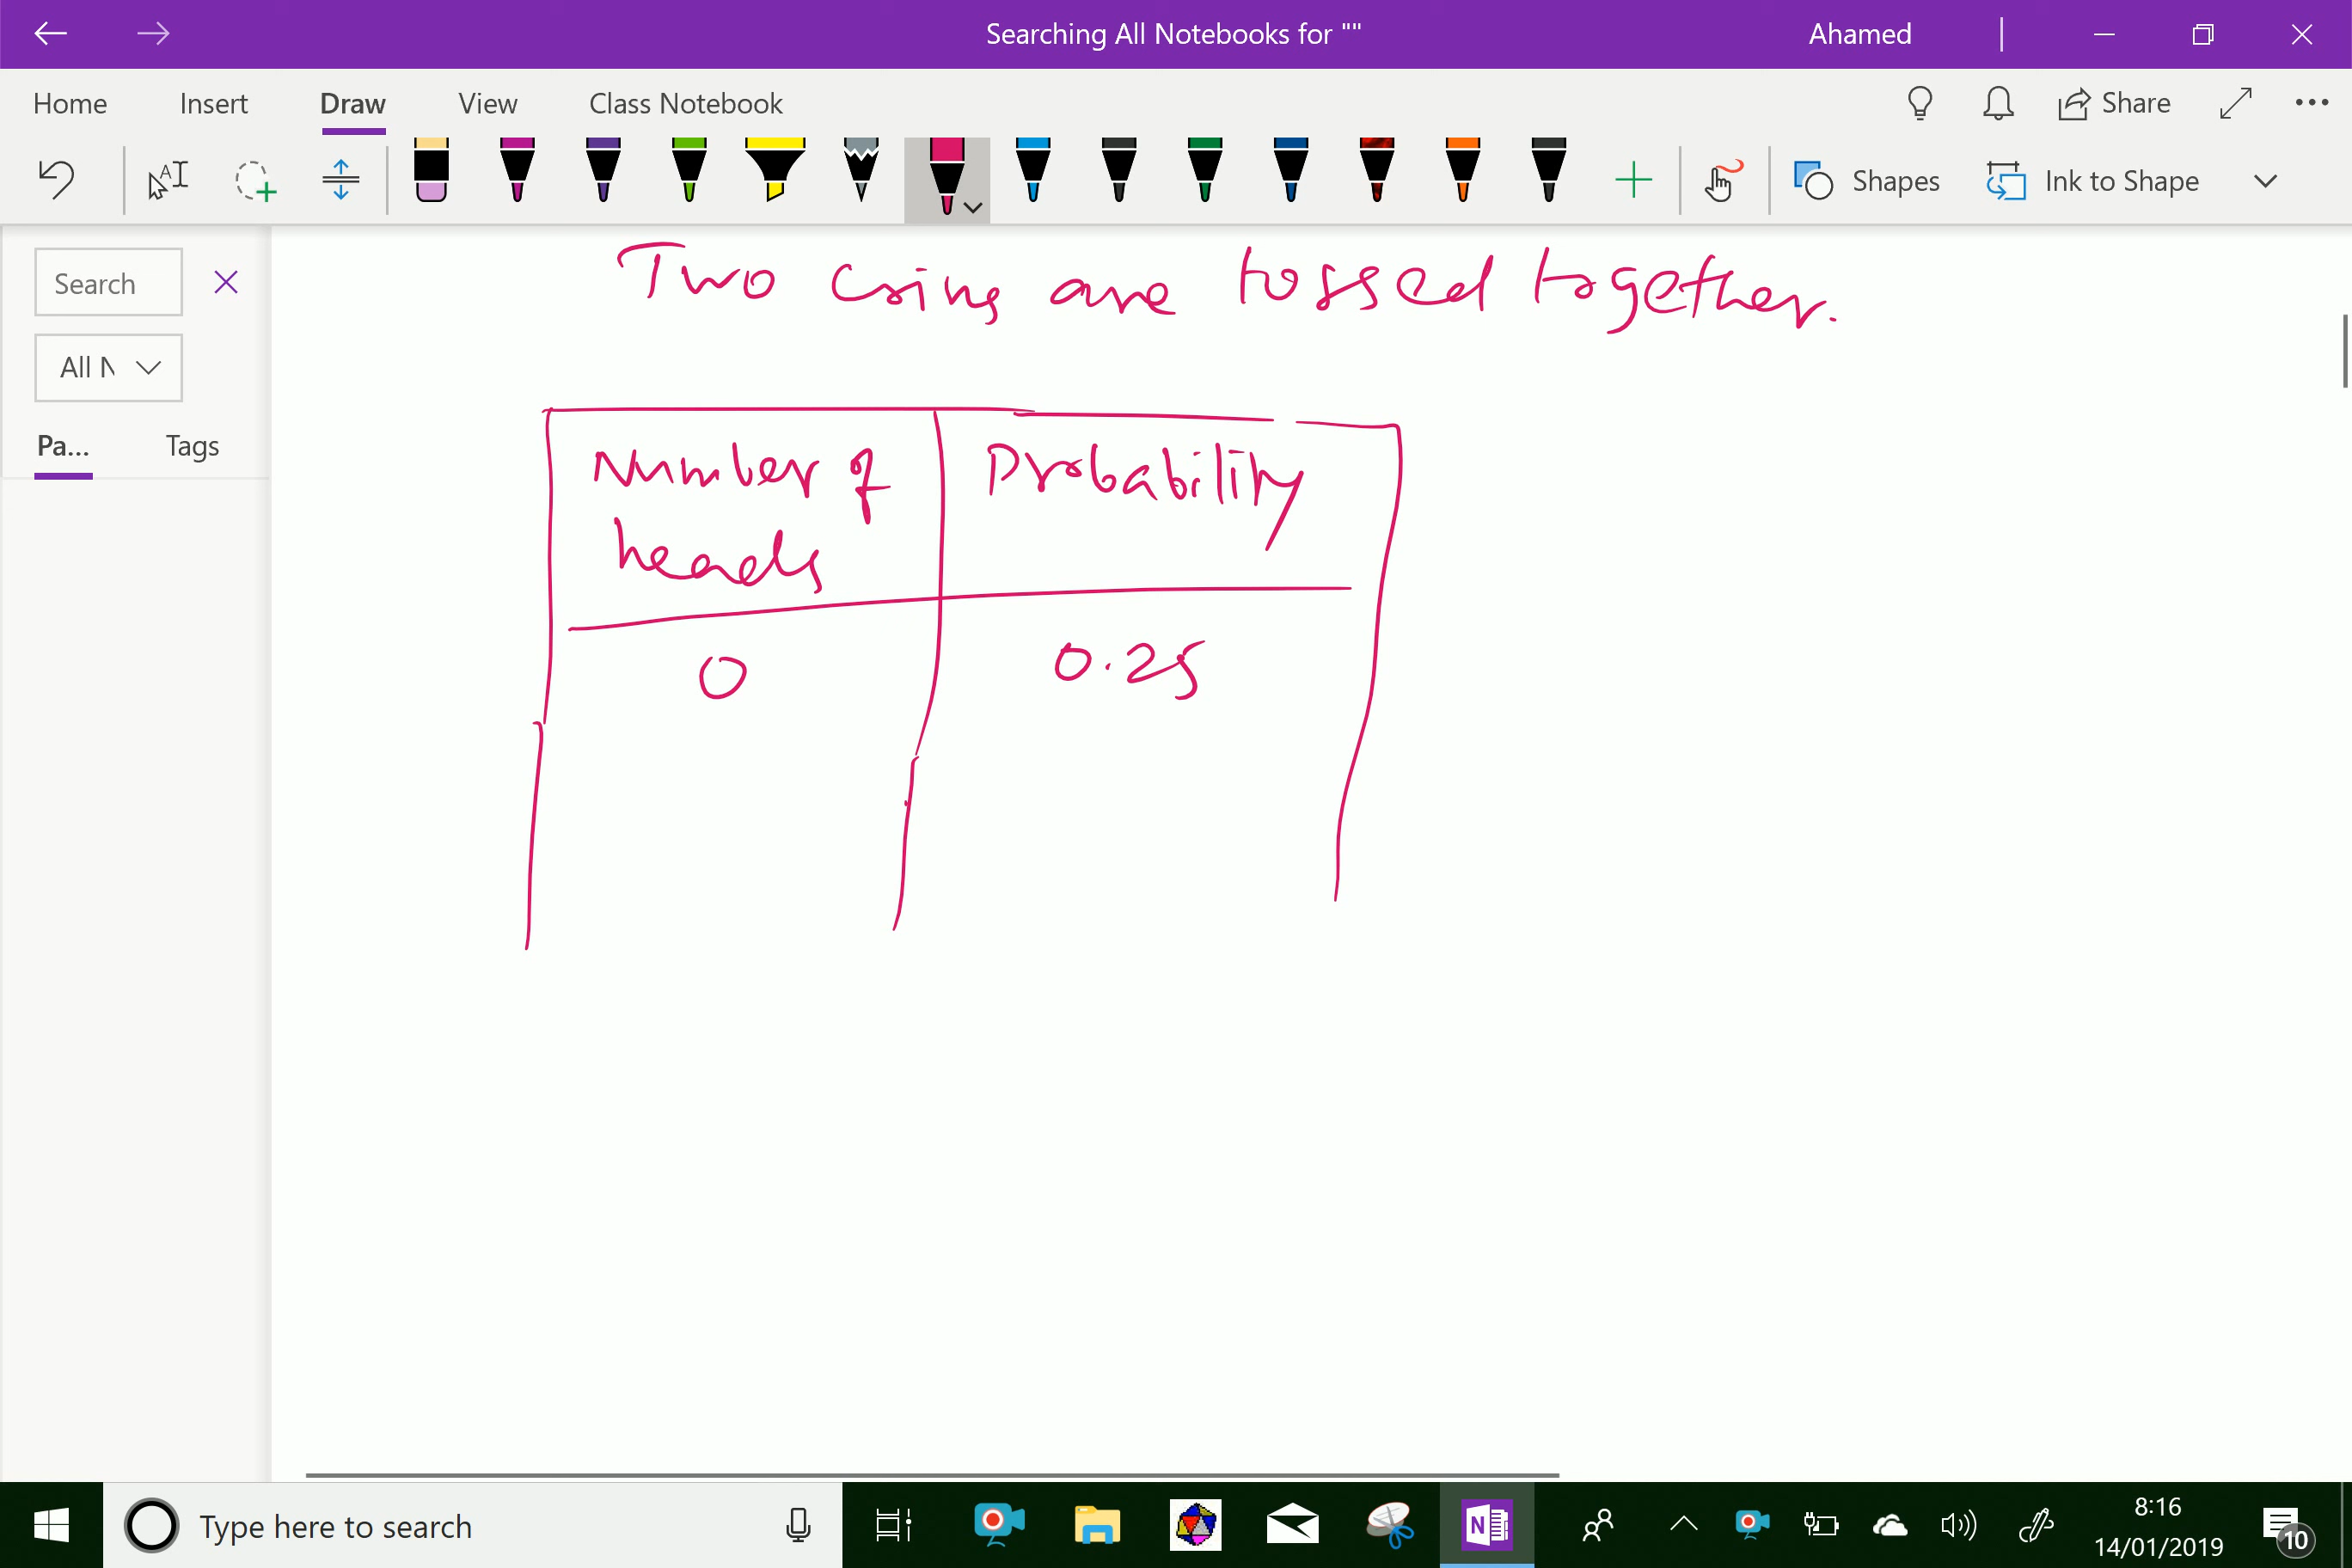 Searching All Notebooks for ""
Ahamed
Home Insert Draw View Class Notebook
Share
Shapes Ink to Shape
Search
All N
Pa... Tags
Two coins are tossed together.
Number of heads
Probability
0 0.25
Type here to search
8:16
14/01/2019
10